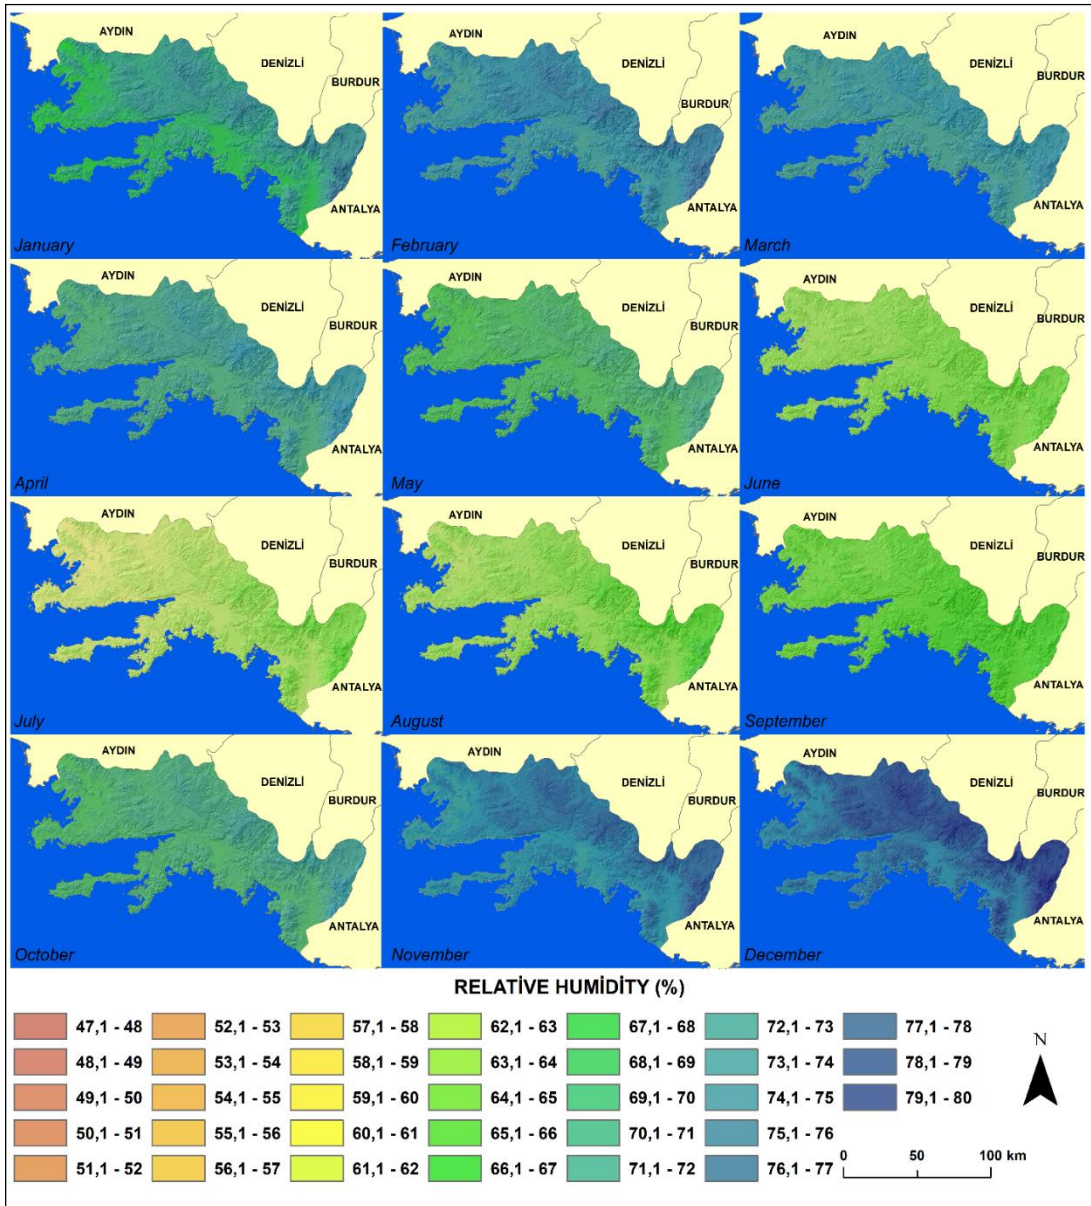 AYDIN
DENİZLİ
BURDUR
ANTALYA
January
AYDIN
DENİZLİ
BURDUR
ANTALYA
February
AYDIN
DENİZLİ
BURDUR
ANTALYA
March
AYDIN
DENİZLİ
BURDUR
ANTALYA
April
AYDIN
DENİZLİ
BURDUR
ANTALYA
May
AYDIN
DENİZLİ
BURDUR
ANTALYA
June
AYDIN
DENİZLİ
BURDUR
ANTALYA
July
AYDIN
DENİZLİ
BURDUR
ANTALYA
August
AYDIN
DENİZLİ
BURDUR
ANTALYA
September
AYDIN
DENİZLİ
BURDUR
ANTALYA
October
AYDIN
DENİZLİ
BURDUR
ANTALYA
November
AYDIN
DENİZLİ
BURDUR
ANTALYA
December
RELATİVE HUMİDİTY (%)
47,1 - 48
48,1 - 49
49,1 - 50
50,1 - 51
51,1 - 52
52,1 - 53
53,1 - 54
54,1 - 55
55,1 - 56
56,1 - 57
57,1 - 58
58,1 - 59
59,1 - 60
60,1 - 61
61,1 - 62
62,1 - 63
63,1 - 64
64,1 - 65
65,1 - 66
66,1 - 67
67,1 - 68
68,1 - 69
69,1 - 70
70,1 - 71
71,1 - 72
72,1 - 73
73,1 - 74
74,1 - 75
75,1 - 76
76,1 - 77
77,1 - 78
78,1 - 79
79,1 - 80
N
0 50 100 km